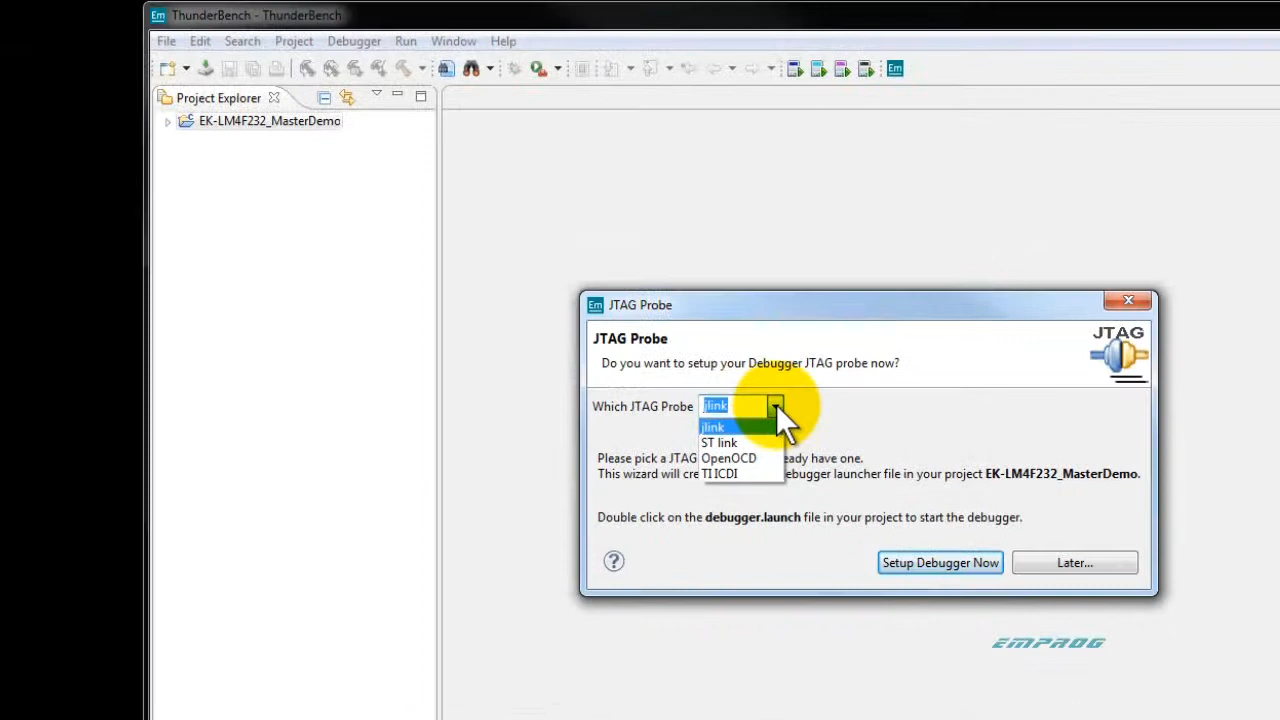 Em ThunderBench - ThunderBench
File Edit Search Project Debugger Run Window Help
Em
Project Explorer
EK-LM4F232_MasterDemo
Em JTAG Probe
JTAG Probe
JTAG
Do you want to setup your Debugger JTAG probe now?
Which JTAG Probe jlink
jlink
ST link
OpenOCD
TI ICDI
Please pick a JTAG eady have one.
This wizard will cre ebugger launcher file in your project EK-LM4F232_MasterDemo.
Double click on the debugger.launch file in your project to start the debugger.
? Setup Debugger Now Later...
EMPROG